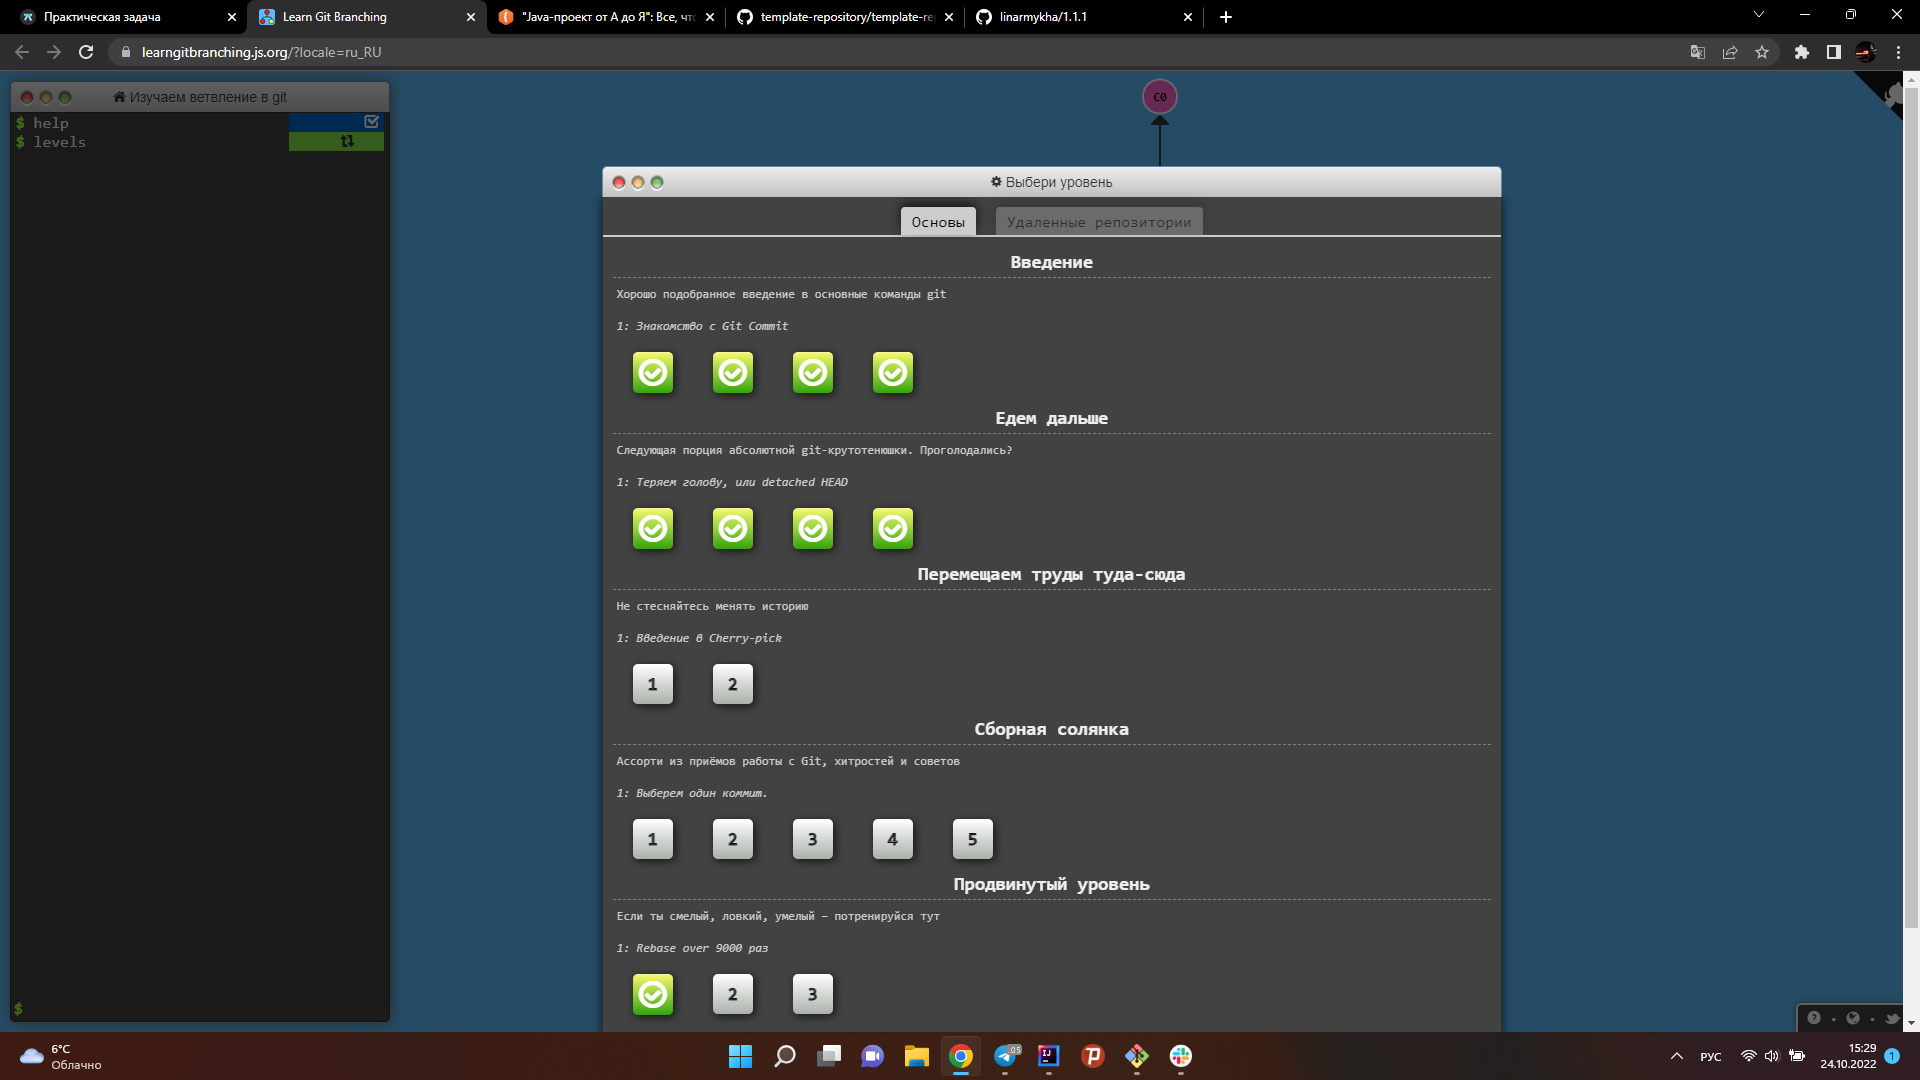 Практическая задача
Learn Git Branching
"Java-проект от А до Я": Все, чт
template-repository/template-re
linarmykha/1.1.1
learngitbranching.js.org/?locale=ru_RU
Изучаем ветвление в git
$ help
$ levels
$
C0
Выбери уровень
Основы
Удаленные репозитории
Введение
Хорошо подобранное введение в основные команды git
1: Знакомство с Git Commit
Едем дальше
Следующая порция абсолютной git-крутотенюшки. Проголодались?
1: Теряем голову, или detached HEAD
Перемещаем труды туда-сюда
Не стесняйтесь менять историю
1: Введение в Cherry-pick
1 2
Сборная солянка
Ассорти из приёмов работы с Git, хитростей и советов
1: Выберем один коммит.
1 2 3 4 5
Продвинутый уровень
Если ты смелый, ловкий, умелый – потренируйся тут
1: Rebase over 9000 раз
2 3
6°C
Облачно
.05
IJ
РУС
15:29
24.10.2022
1